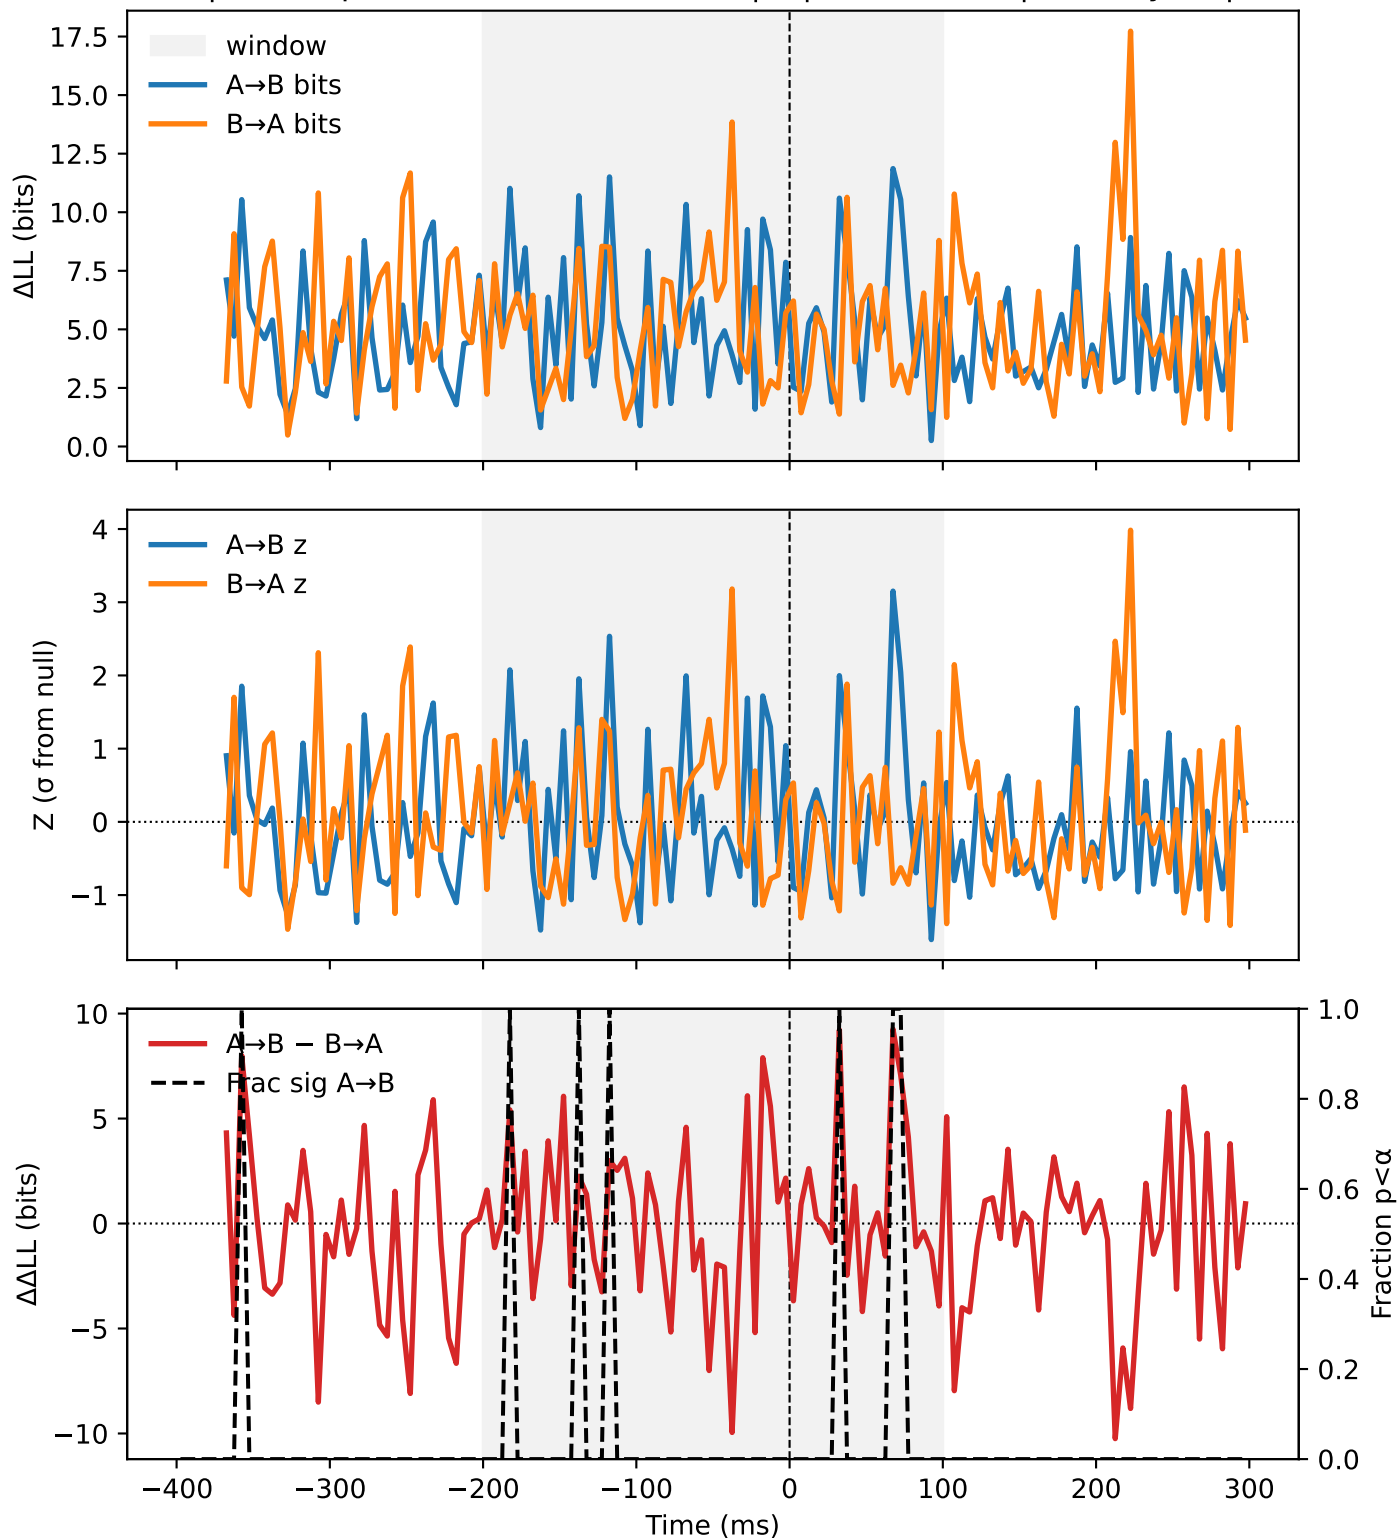 17.5
15.0
12.5
10.0
7.5
5.0
2.5
0.0
ΔLL (bits)
window
A→B bits
B→A bits
4
3
2
1
0
−1
Z (σ from null)
A→B z
B→A z
10
5
0
−5
−10
ΔΔLL (bits)
A→B − B→A
Frac sig A→B
1.0
0.8
0.6
0.4
0.2
0.0
Fraction p<α
−400 −300 −200 −100 0 100 200 300
Time (ms)